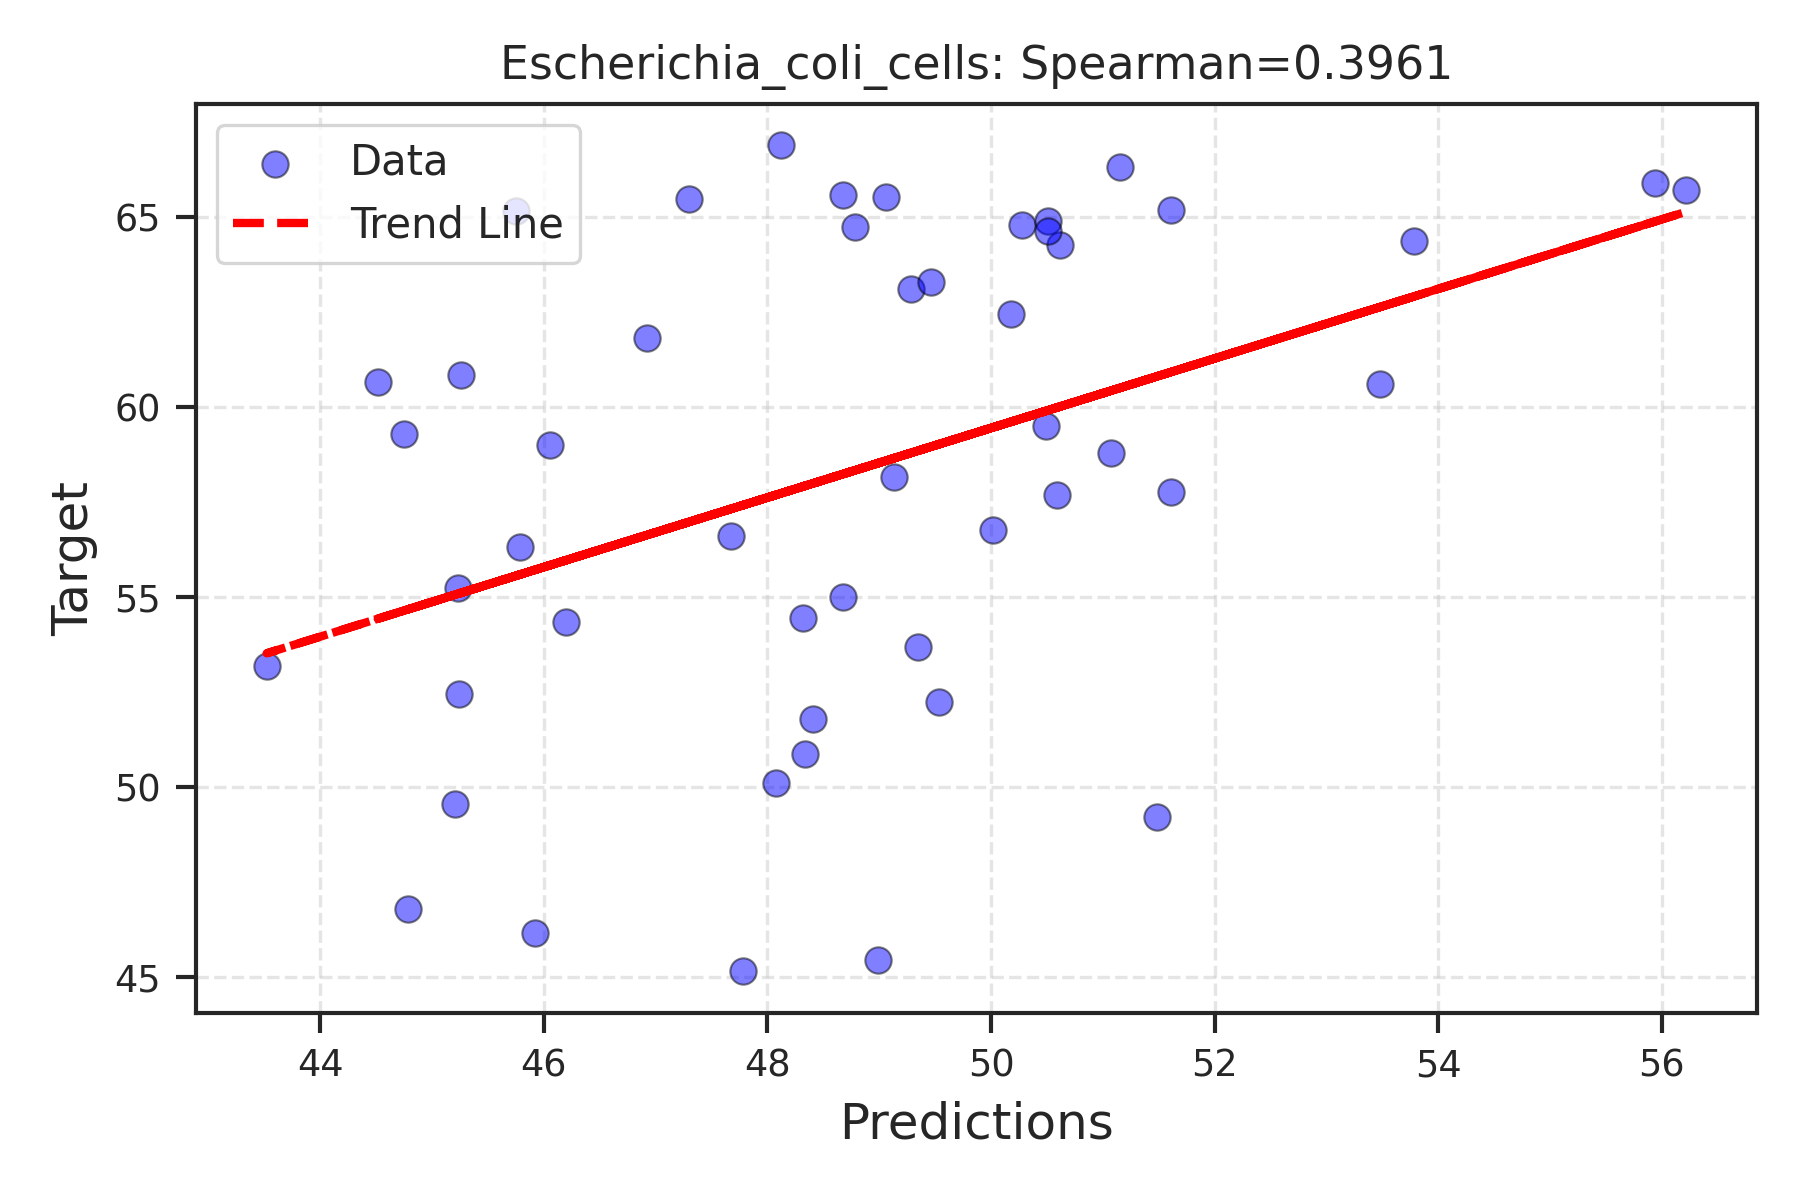 Escherichia_coli_cells: Spearman=0.3961
Data
Trend Line
65
60
55
50
45
Target
44 46 48 50 52 54 56
Predictions